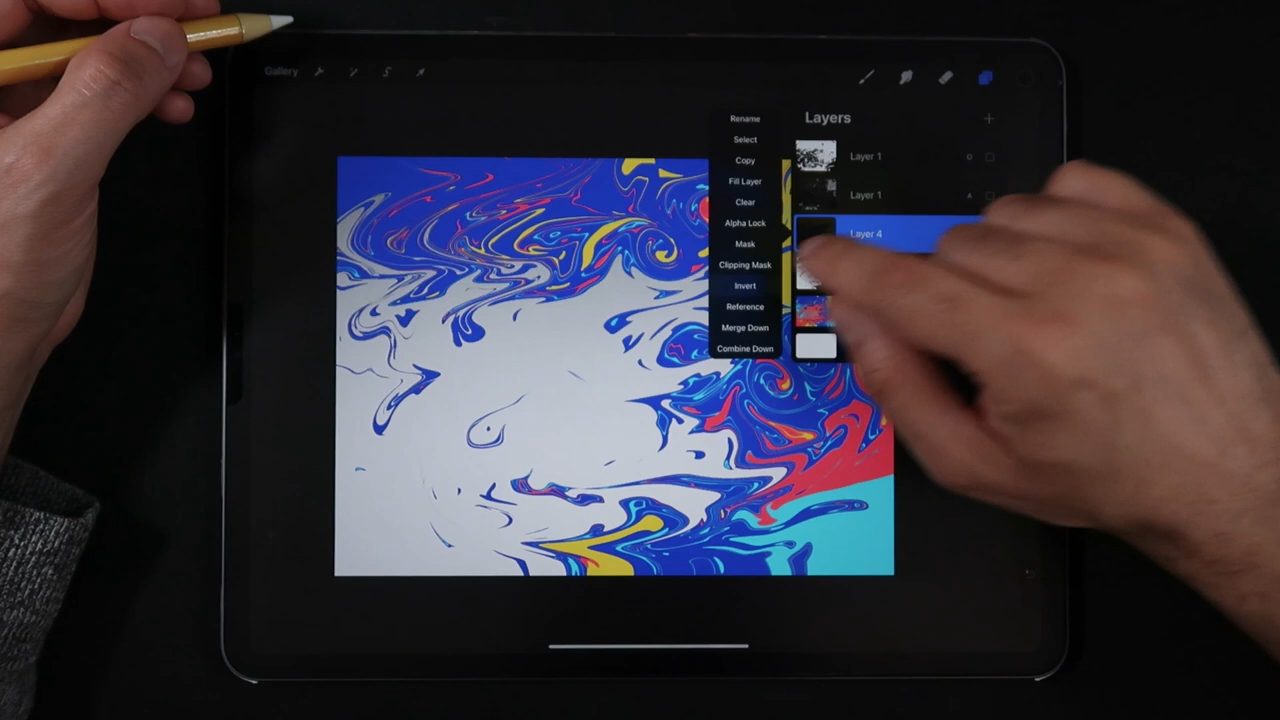 Gallery
Layers
Rename
Select
Copy
Fill Layer
Clear
Alpha Lock
Mask
Clipping Mask
Invert
Reference
Merge Down
Combine Down
Layer 1
O
Layer 1
A
Layer 4